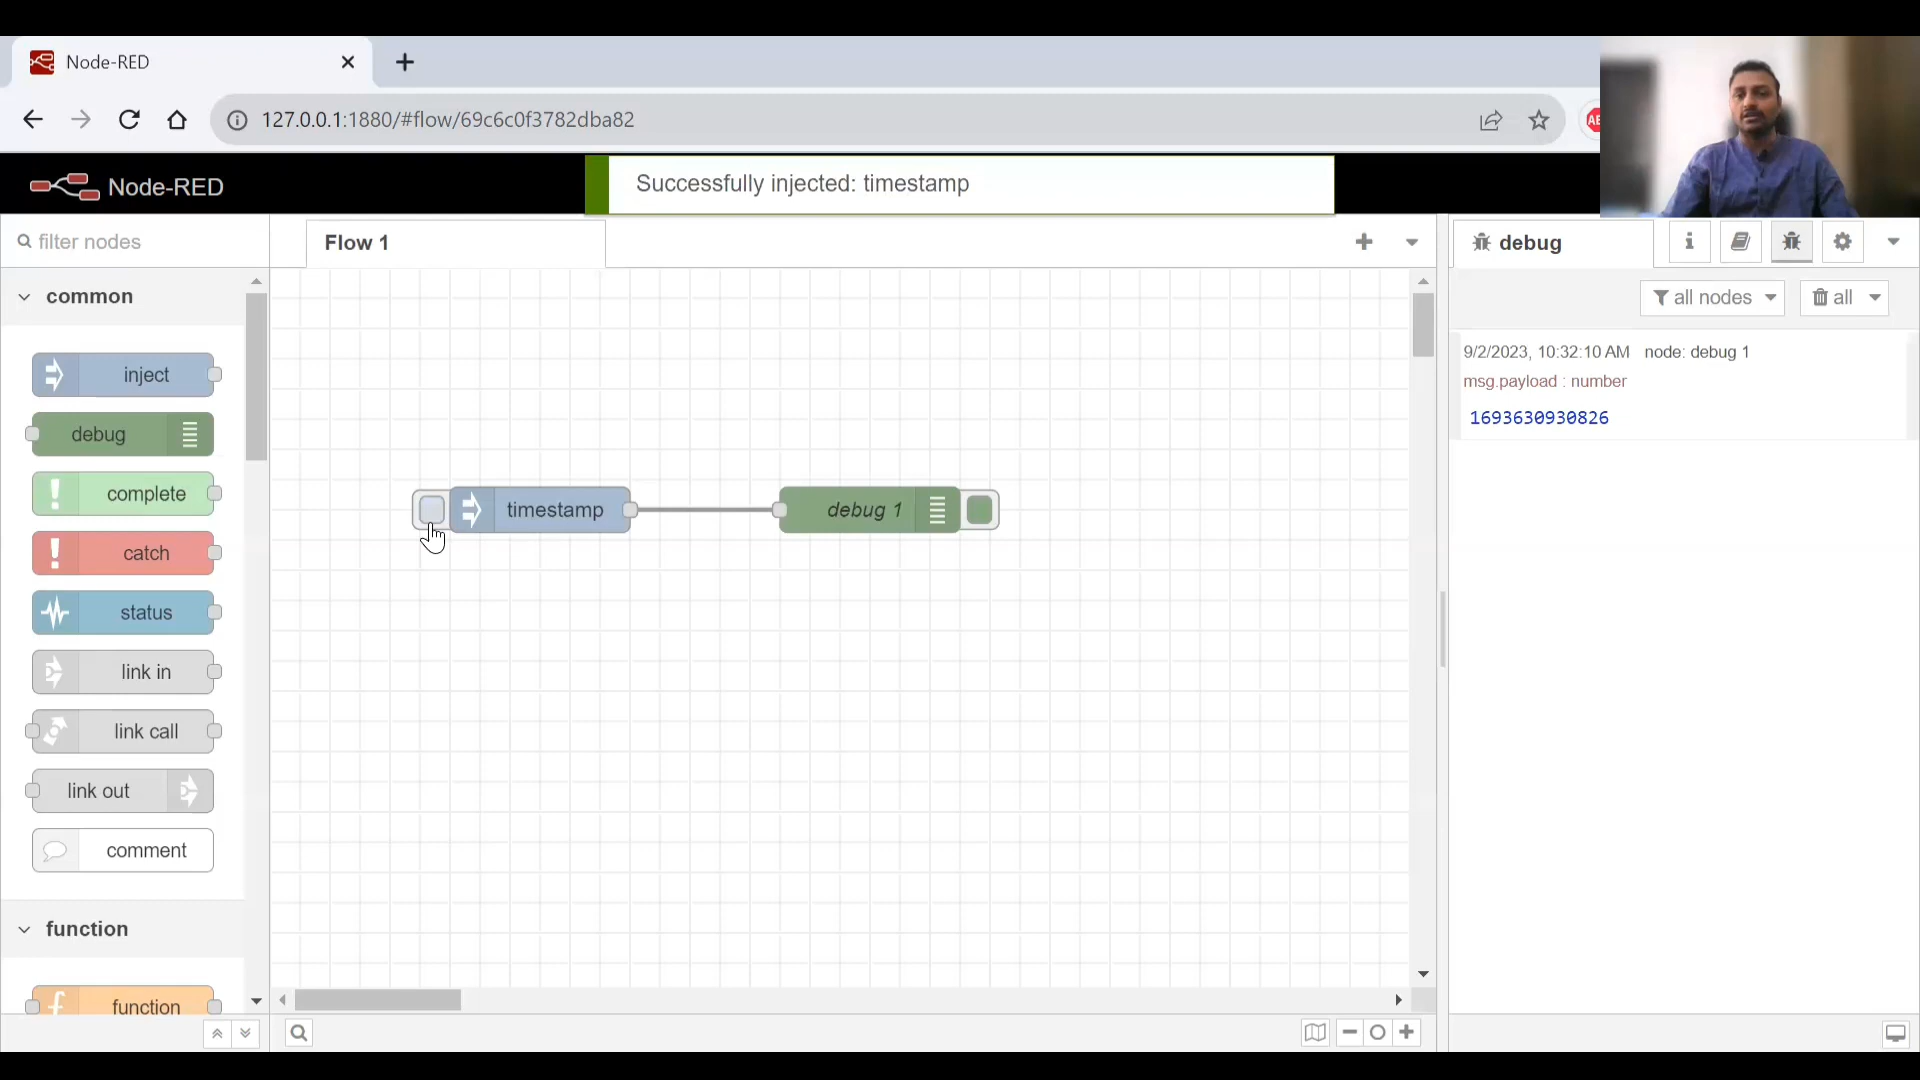 Node-RED
127.0.0.1:1880/#flow/69c6c0f3782dba82
Node-RED
Successfully injected: timestamp
filter nodes
Flow 1
debug
common
all nodes
all
inject
debug
complete
catch
status
link in
link call
link out
comment
function
function
timestamp
debug 1
9/2/2023, 10:32:10 AM node: debug 1
msg.payload : number
1693630930826